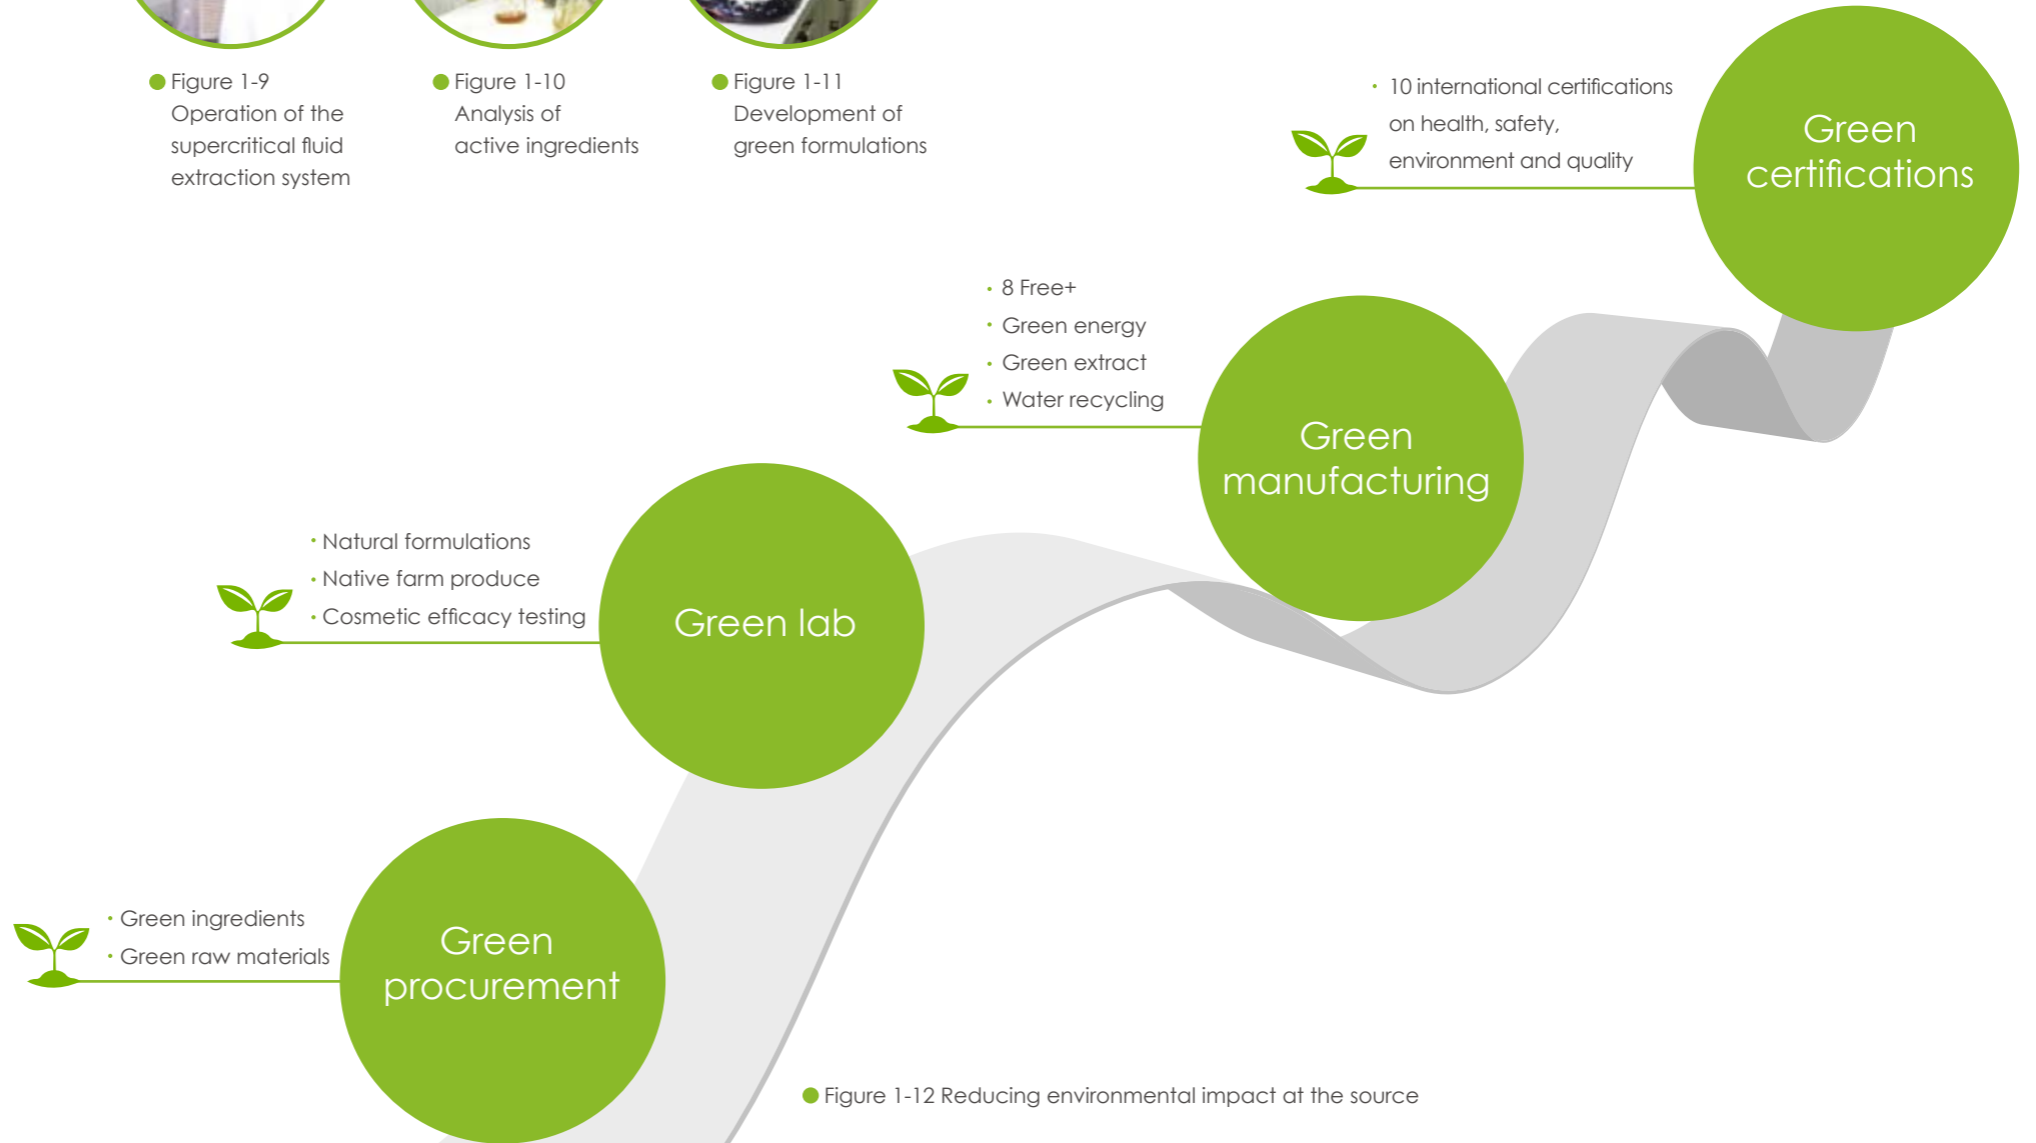 Figure 1-9
Operation of the
supercritical fluid
extraction system
Figure 1-10
Analysis of
active ingredients
Figure 1-11
Development of
green formulations
• 10 international certifications
on health, safety,
environment and quality
Green
certifications
• 8 Free+
• Green energy
• Green extract
• Water recycling
Green
manufacturing
• Natural formulations
• Native farm produce
• Cosmetic efficacy testing
Green lab
• Green ingredients
• Green raw materials
Green
procurement
Figure 1-12 Reducing environmental impact at the source